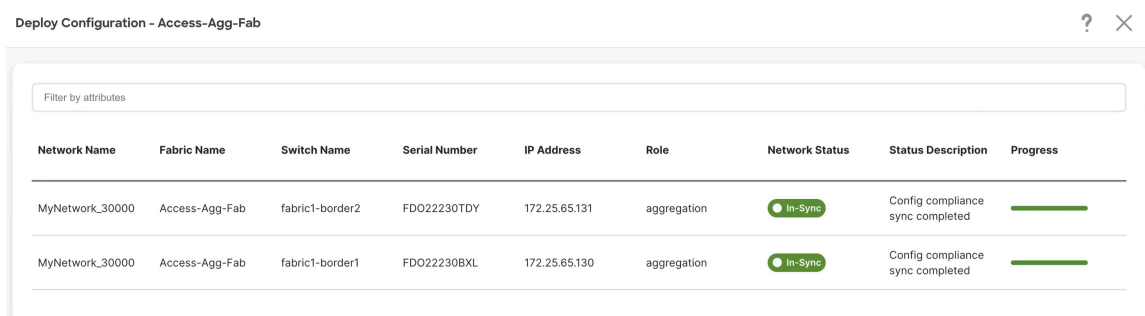 Deploy Configuration - Access-Agg-Fab
?
Filter by attributes
Network Name Fabric Name Switch Name Serial Number IP Address Role Network Status Status Description Progress
MyNetwork_30000 Access-Agg-Fab fabric1-border2 FDO22230TDY 172.25.65.131 aggregation In-Sync Config compliance
sync completed
MyNetwork_30000 Access-Agg-Fab fabric1-border1 FDO22230BXL 172.25.65.130 aggregation In-Sync Config compliance
sync completed